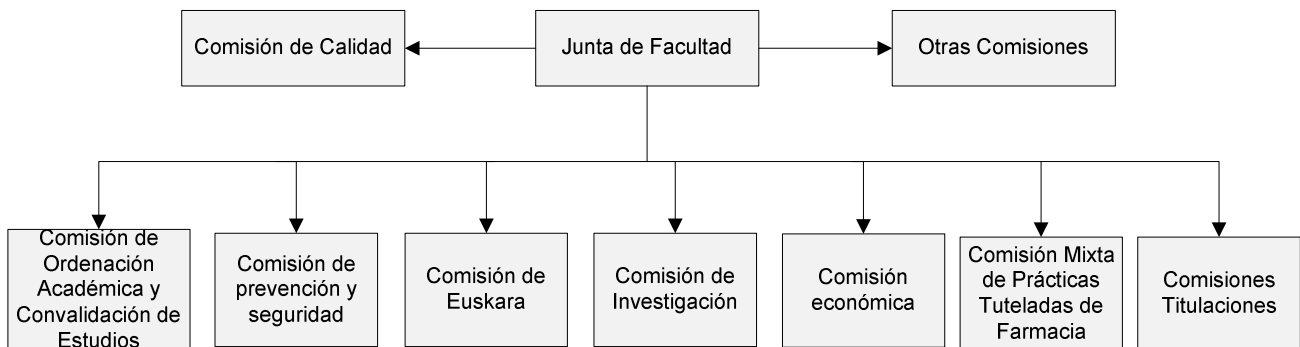 Comisión de Calidad
Junta de Facultad
Otras Comisiones
Comisión de
Ordenación
Académica y
Convalidación de
Estudios
Comisión de
prevención y
seguridad
Comisión de
Euskara
Comisión de
Investigación
Comisión
económica
Comisión Mixta
de Prácticas
Tuteladas de
Farmacia
Comisiones
Titulaciones